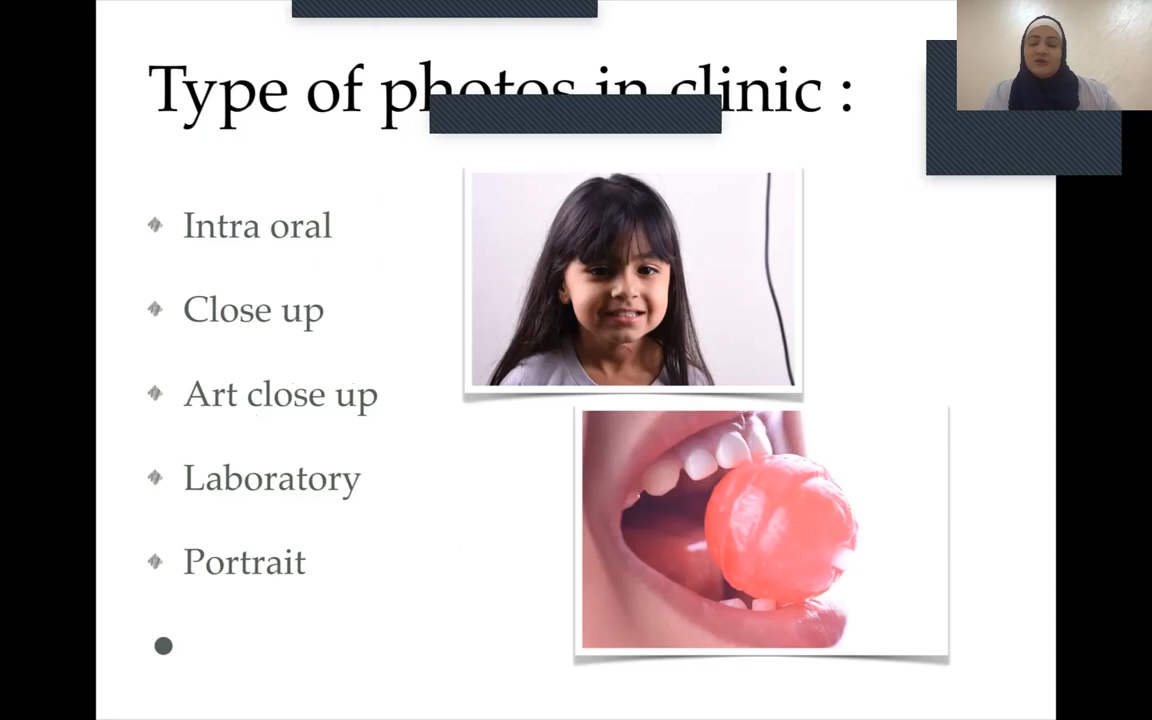 Type of photos in clinic :
Intra oral
Close up
Art close up
Laboratory
Portrait